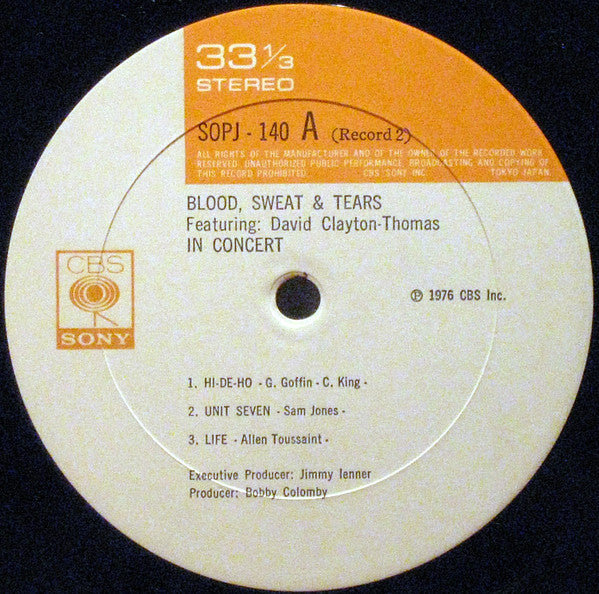 33 1/3
STEREO
SOPJ - 140 A (Record 2)
ALL RIGHTS OF THE MANUFACTURER AND OF THE OWNER OF THE RECORDED WORK
RESERVED. UNAUTHORIZED PUBLIC PERFORMANCE, BROADCASTING AND COPYING OF
THIS RECORD PROHIBITED. CBS SONY INC. TOKYO JAPAN.
BLOOD, SWEAT & TEARS
Featuring: David Clayton-Thomas
IN CONCERT
CBS
SONY
℗ 1976 CBS Inc.
1. HI-DE-HO - G. Goffin - C. King -
2. UNIT SEVEN - Sam Jones -
3. LIFE - Allen Toussaint -
Executive Producer: Jimmy Ienner
Producer: Bobby Colomby